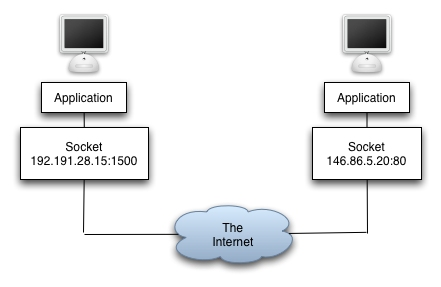 Application
Socket
192.191.28.15:1500
Application
Socket
146.86.5.20:80
The
Internet